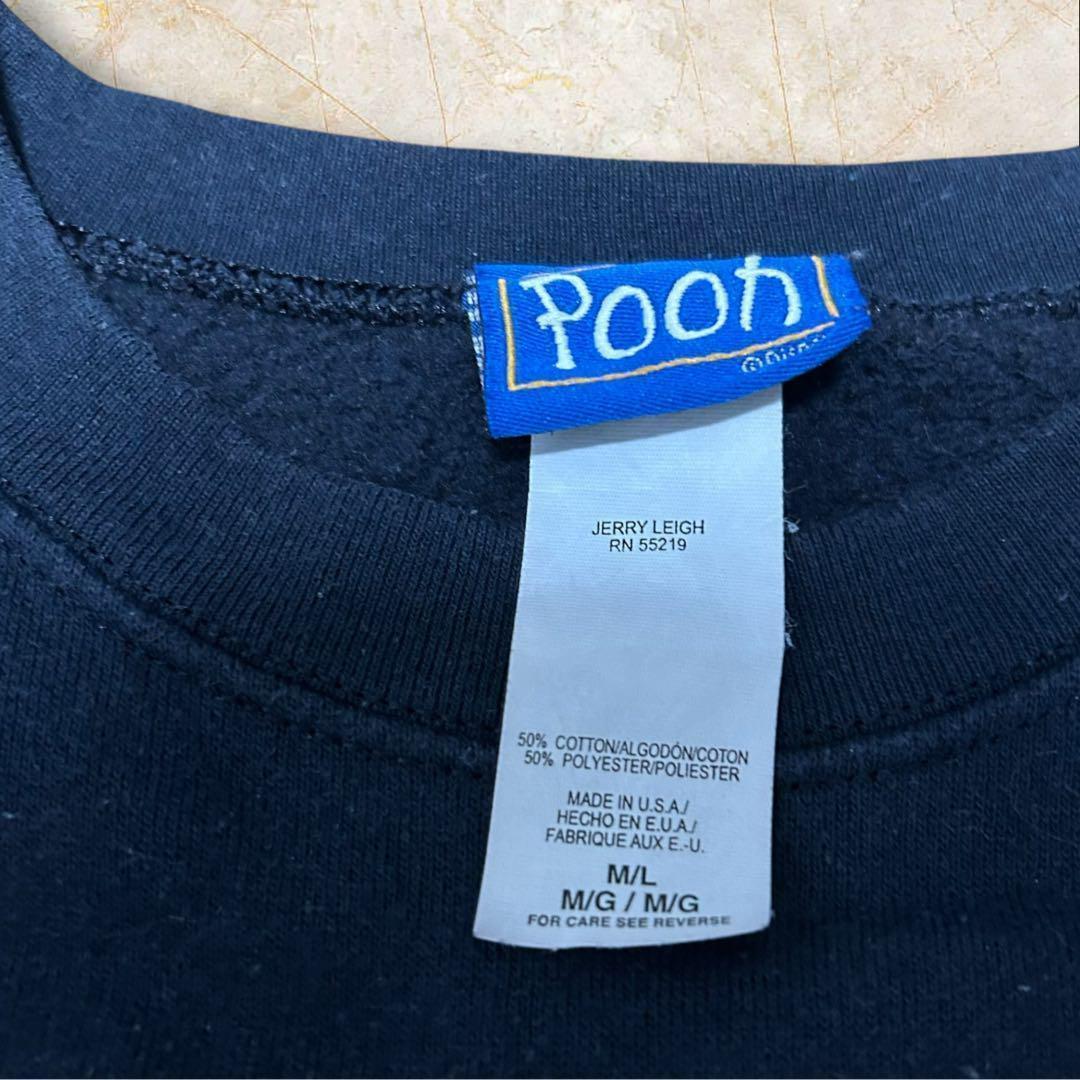 Pooh
JERRY LEIGH
RN 55219
50% COTTON/ALGODÓN/COTON
50% POLYESTER/POLIESTER
MADE IN U.S.A./
HECHO EN E.U.A./
FABRIQUE AUX E.-U.
M/L
M/G / M/G
FOR CARE SEE REVERSE